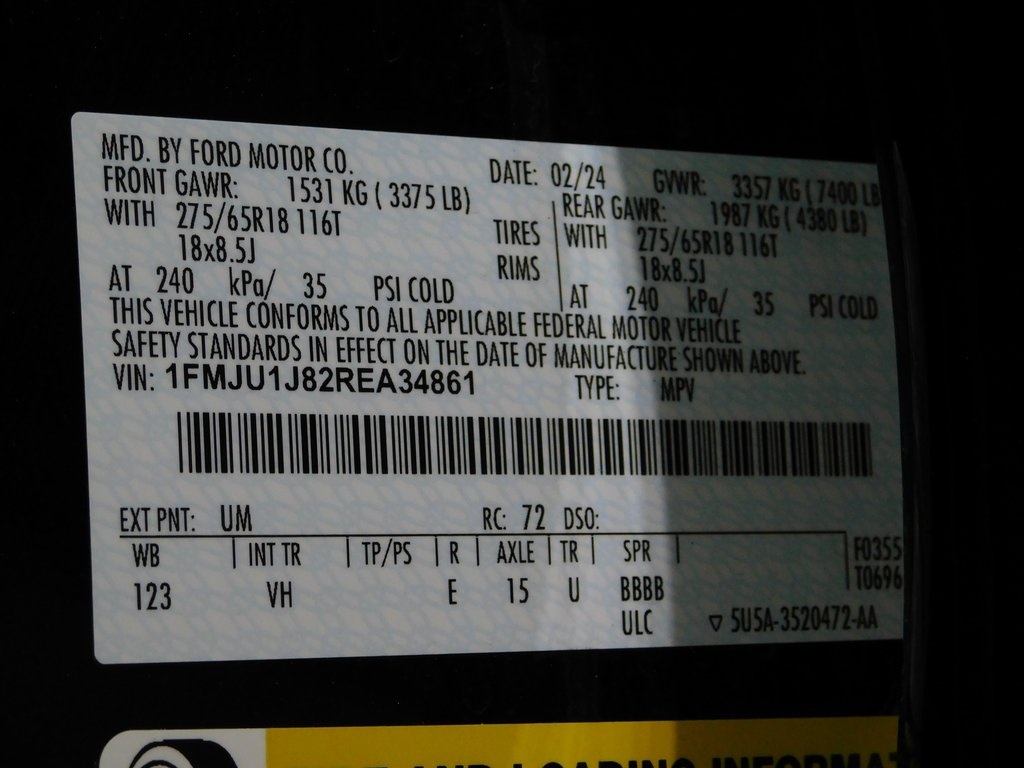 MFD. BY FORD MOTOR CO.
DATE: 02/24 GVWR: 3357 KG ( 7400 LB
FRONT GAWR: 1531 KG ( 3375 LB)
REAR GAWR: 1987 KG ( 4380 LB)
WITH 275/65R18 116T TIRES WITH 275/65R18 116T
18x8.5J RIMS 18x8.5J
AT 240 kPa/ 35 PSI COLD AT 240 kPa/ 35 PSI COLD
THIS VEHICLE CONFORMS TO ALL APPLICABLE FEDERAL MOTOR VEHICLE
SAFETY STANDARDS IN EFFECT ON THE DATE OF MANUFACTURE SHOWN ABOVE.
VIN: 1FMJU1J82REA34861 TYPE: MPV
EXT PNT: UM RC: 72 DSO:
WB INT TR TP/PS R AXLE TR SPR F0355
123 VH E 15 U BBBB T0696
ULC ▽ 5U5A-3520472-AA
AND LOADING